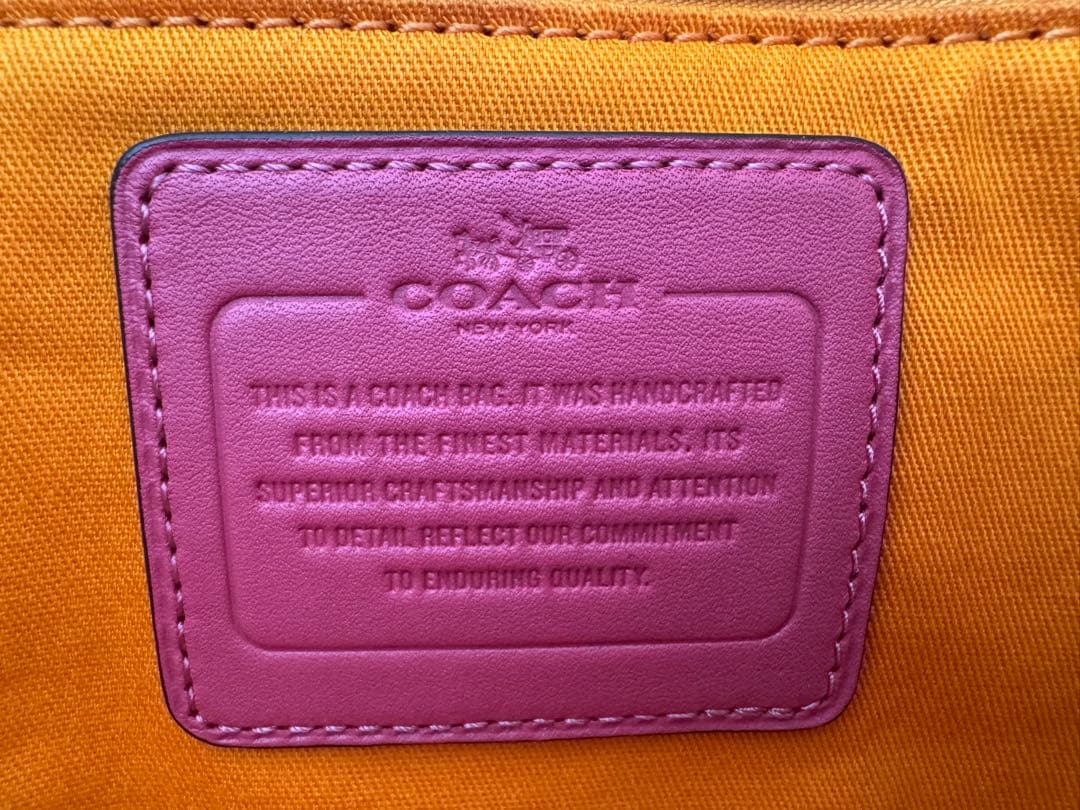 COACH
NEW YORK
THIS IS A COACH BAG. IT WAS HANDCRAFTED
FROM THE FINEST MATERIALS. ITS
SUPERIOR CRAFTSMANSHIP AND ATTENTION
TO DETAIL REFLECT OUR COMMITMENT
TO ENDURING QUALITY.